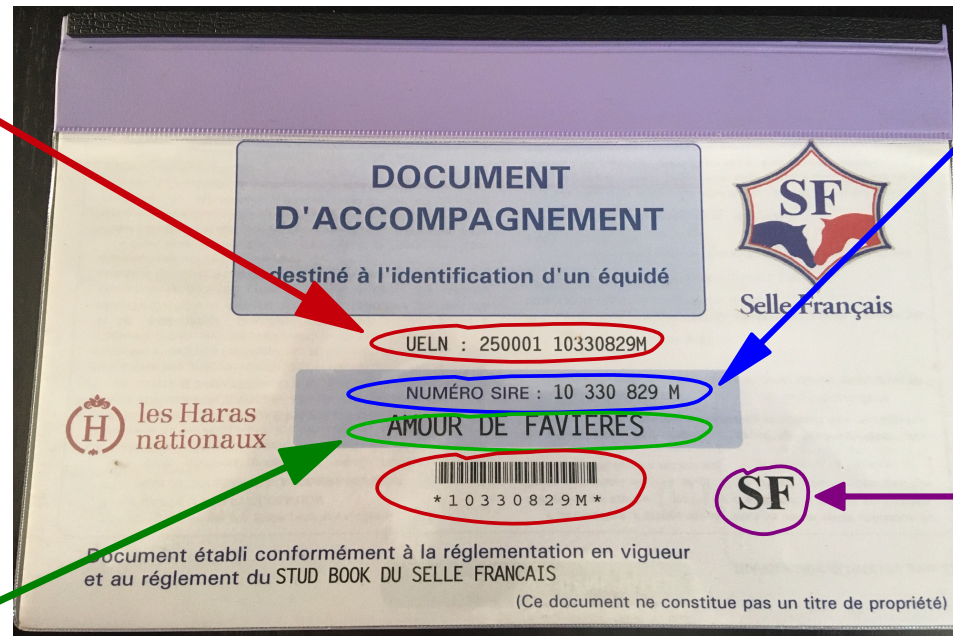 DOCUMENT
D'ACCOMPAGNEMENT
destiné à l'identification d'un équidé
SF
Selle Français
UELN : 250001 10330829M
NUMÉRO SIRE : 10 330 829 M
AMOUR DE FAVIERES
H
les Haras
nationaux
*10330829M*
SF
Document établi conformément à la réglementation en vigueur
et au réglement du STUD BOOK DU SELLE FRANCAIS
(Ce document ne constitue pas un titre de propriété)